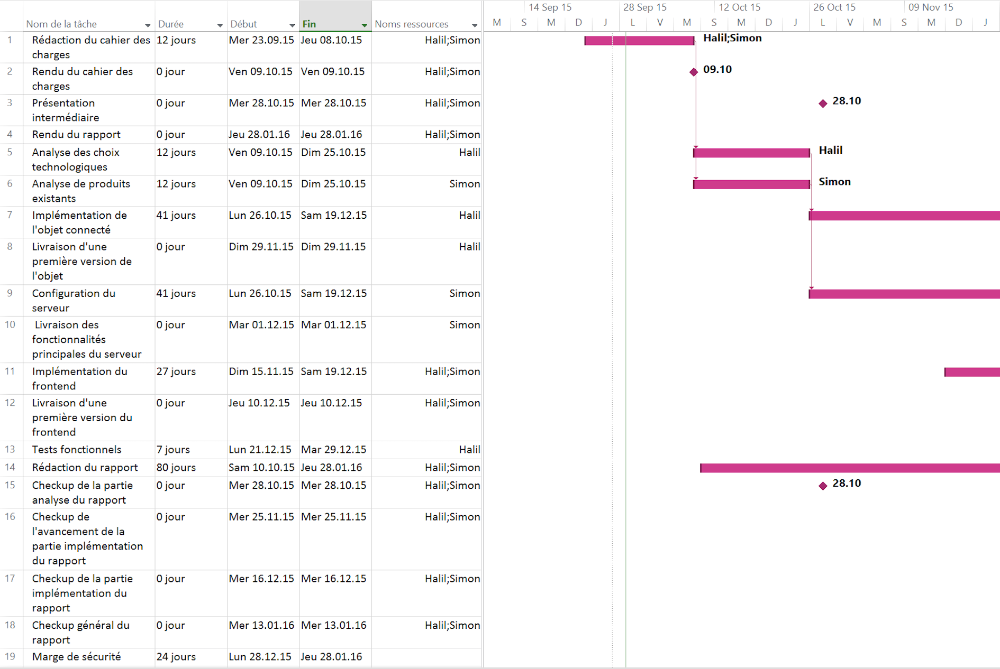 14 Sep 15 28 Sep 15 12 Oct 15 26 Oct 15 09 Nov 15
Nom de la tâche Durée Début Fin Noms ressources M S M D J L V M S M D J L V M S M D J
1 Rédaction du cahier des 12 jours Mer 23.09.15 Jeu 08.10.15 Halil;Simon Halil;Simon
charges
2 Rendu du cahier des 0 jour Ven 09.10.15 Ven 09.10.15 Halil;Simon 09.10
charges
3 Présentation 0 jour Mer 28.10.15 Mer 28.10.15 Halil;Simon 28.10
intermédiaire
4 Rendu du rapport 0 jour Jeu 28.01.16 Jeu 28.01.16 Halil;Simon
5 Analyse des choix 12 jours Ven 09.10.15 Dim 25.10.15 Halil Halil
technologiques
6 Analyse de produits 12 jours Ven 09.10.15 Dim 25.10.15 Simon Simon
existants
7 Implémentation de 41 jours Lun 26.10.15 Sam 19.12.15 Halil
l'objet connecté
8 Livraison d'une 0 jour Dim 29.11.15 Dim 29.11.15 Halil
première version de
l'objet
9 Configuration du 41 jours Lun 26.10.15 Sam 19.12.15 Simon
serveur
10 Livraison des 0 jour Mar 01.12.15 Mar 01.12.15 Simon
fonctionnalités
principales du serveur
11 Implémentation du 27 jours Dim 15.11.15 Sam 19.12.15 Halil;Simon
frontend
12 Livraison d'une 0 jour Jeu 10.12.15 Jeu 10.12.15 Halil;Simon
première version du
frontend
13 Tests fonctionnels 7 jours Lun 21.12.15 Mar 29.12.15 Halil
14 Rédaction du rapport 80 jours Sam 10.10.15 Jeu 28.01.16 Halil;Simon
15 Checkup de la partie 0 jour Mer 28.10.15 Mer 28.10.15 Halil;Simon 28.10
analyse du rapport
16 Checkup de 0 jour Mer 25.11.15 Mer 25.11.15 Halil;Simon
l'avancement de la
partie implémentation
du rapport
17 Checkup de la partie 0 jour Mer 16.12.15 Mer 16.12.15 Halil;Simon
implémentation du
rapport
18 Checkup général du 0 jour Mer 13.01.16 Mer 13.01.16 Halil;Simon
rapport
19 Marge de sécurité 24 jours Lun 28.12.15 Jeu 28.01.16